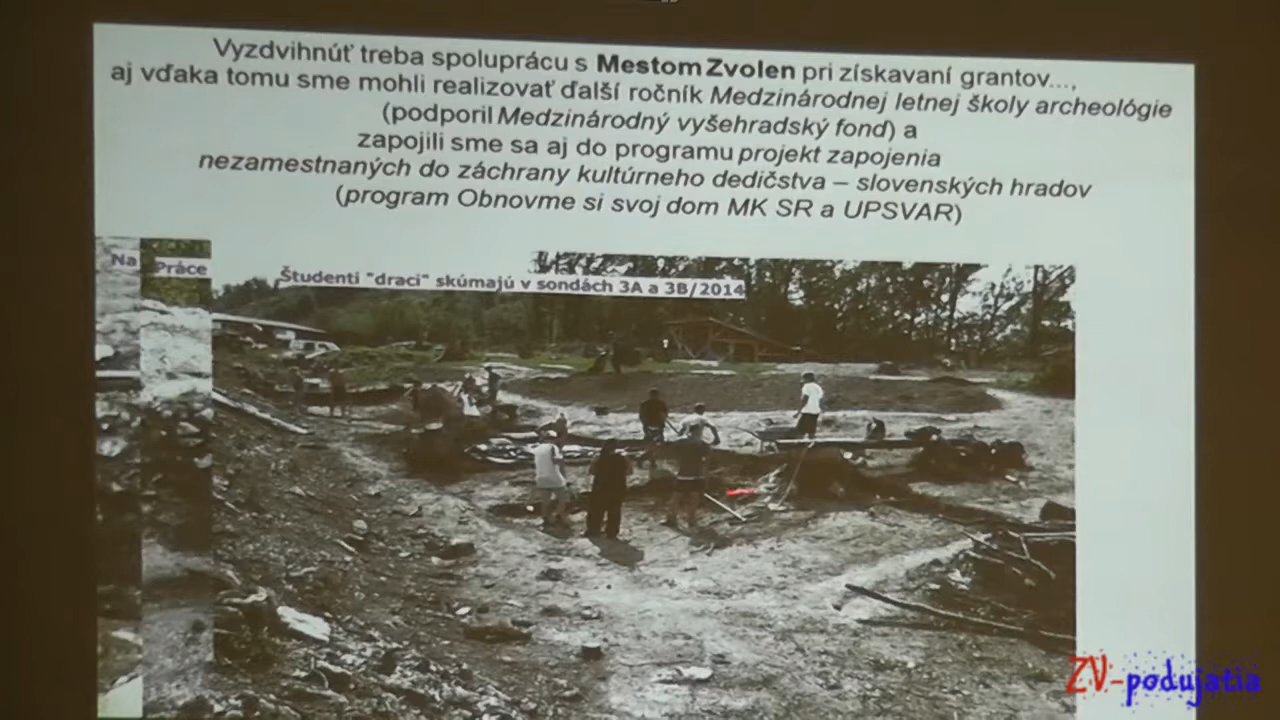 Vyzdvihnúť treba spoluprácu s Mestom Zvolen pri získavaní grantov...,
aj vďaka tomu sme mohli realizovať ďalší ročník Medzinárodnej letnej školy archeológie
(podporil Medzinárodný vyšehradský fond) a
zapojili sme sa aj do programu projekt zapojenia
nezamestnaných do záchrany kultúrneho dedičstva – slovenských hradov
(program Obnovme si svoj dom MK SR a UPSVAR)
Na Práce
Študenti "draci" skúmajú v sondách 3A a 3B/2014
ZV-podujatia